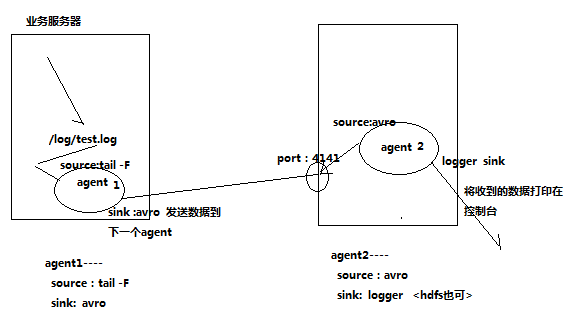 业务服务器
/log/test.log
source:tail -F
agent 1
sink :avro 发送数据到
下一个agent
agent1----
source : tail -F
sink: avro
port : 4141
source:avro
agent 2
logger sink
将收到的数据打印在
控制台
agent2----
source : avro
sink: logger <hdfs也可>